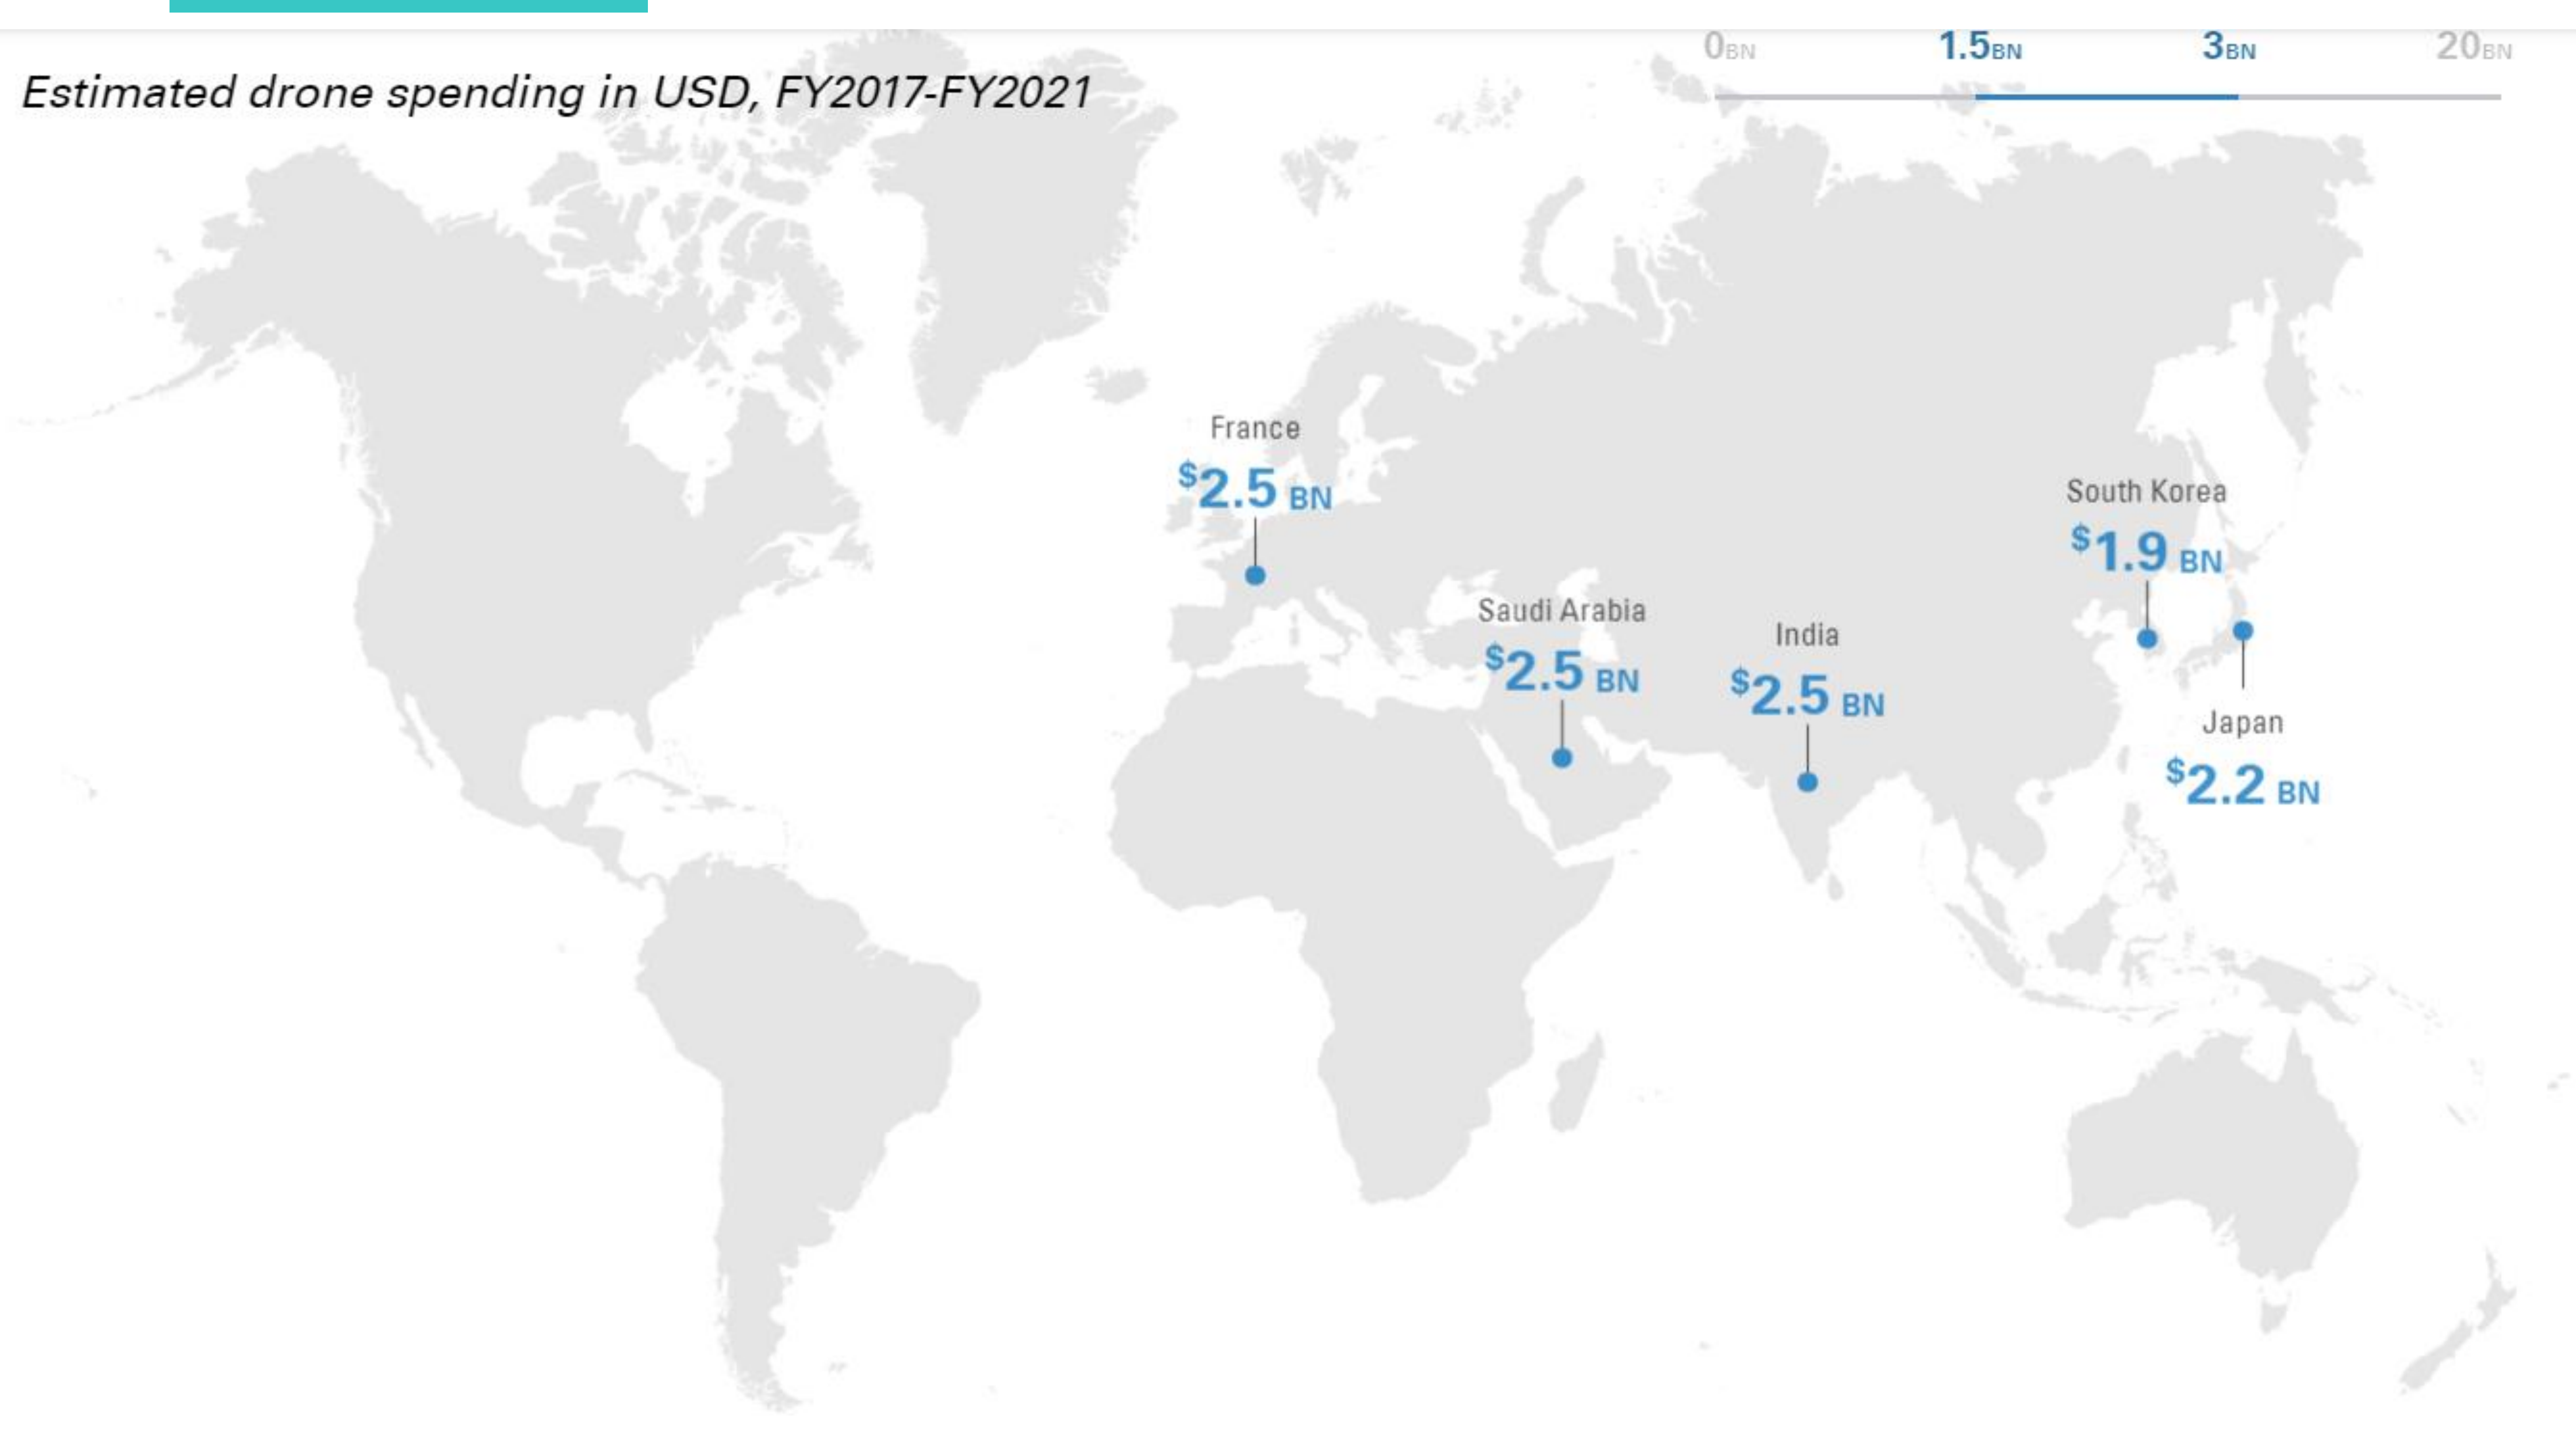 0BN 1.5BN 3BN 20BN
Estimated drone spending in USD, FY2017-FY2021
France
$2.5 BN
South Korea
$1.9 BN
Saudi Arabia
$2.5 BN
India
$2.5 BN
Japan
$2.2 BN